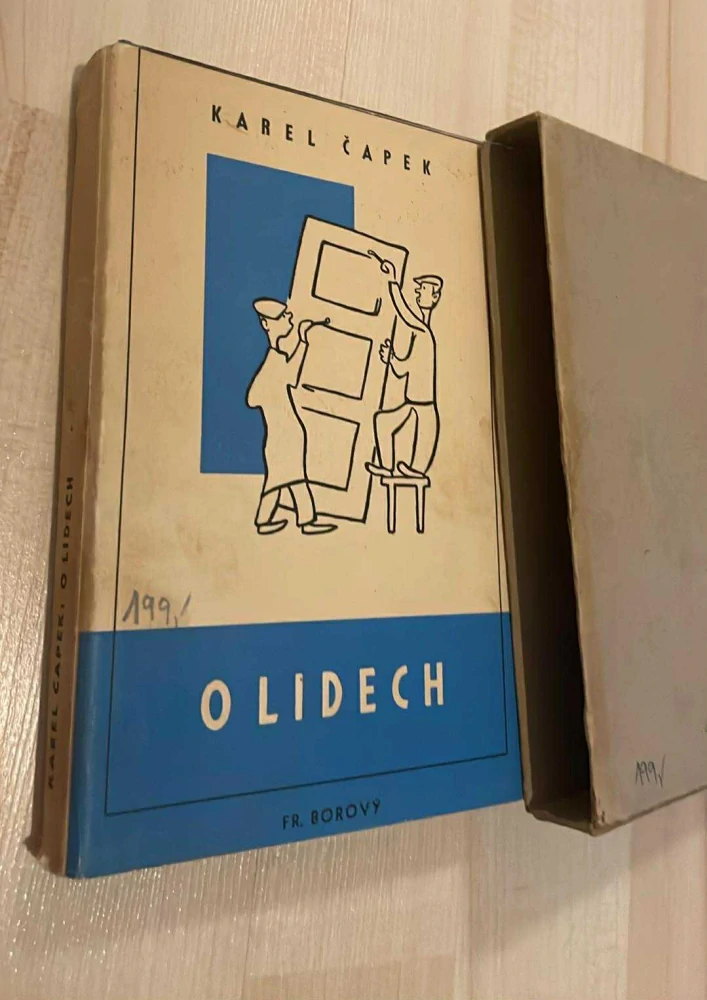 KAREL ČAPEK
199,/
O LIDECH
FR. BOROVÝ
KAREL ČAPEK: O LIDECH
199,/